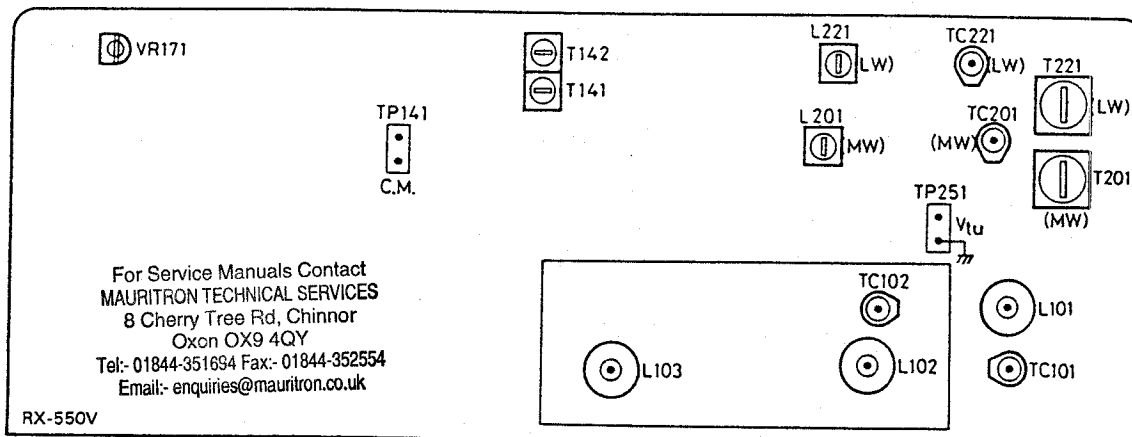 VR171
T142
T141
TP141
C.M.
L221
(LW)
TC221
(LW)
T221
(LW)
L201
(MW)
TC201
(MW)
T201
(MW)
TP251
Vtu
TC102
L101
L103
L102
TC101
For Service Manuals Contact
MAURITRON TECHNICAL SERVICES
8 Cherry Tree Rd, Chinnor
Oxon OX9 4QY
Tel:- 01844-351694 Fax:- 01844-352554
Email:- enquiries@mauritron.co.uk
RX-550V